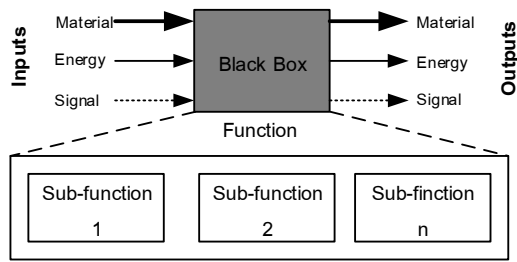 Inputs
Material
Energy
Signal
Black Box
Function
Material
Energy
Signal
Outputs
Sub-function
1
Sub-function
2
Sub-finction
n